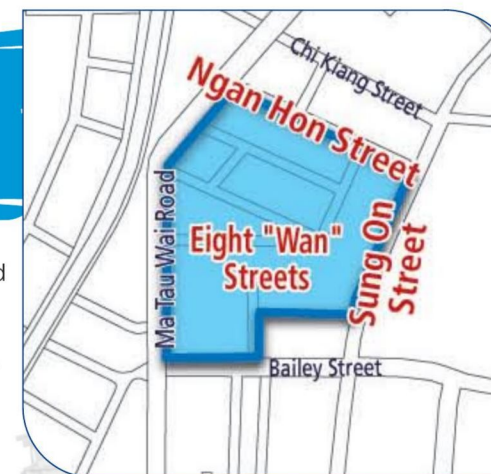 Chi Kiang Street
Ngan Hon Street
Ma Tau Wai Road
Eight "Wan"
Streets
Sung On
Street
Bailey Street
d